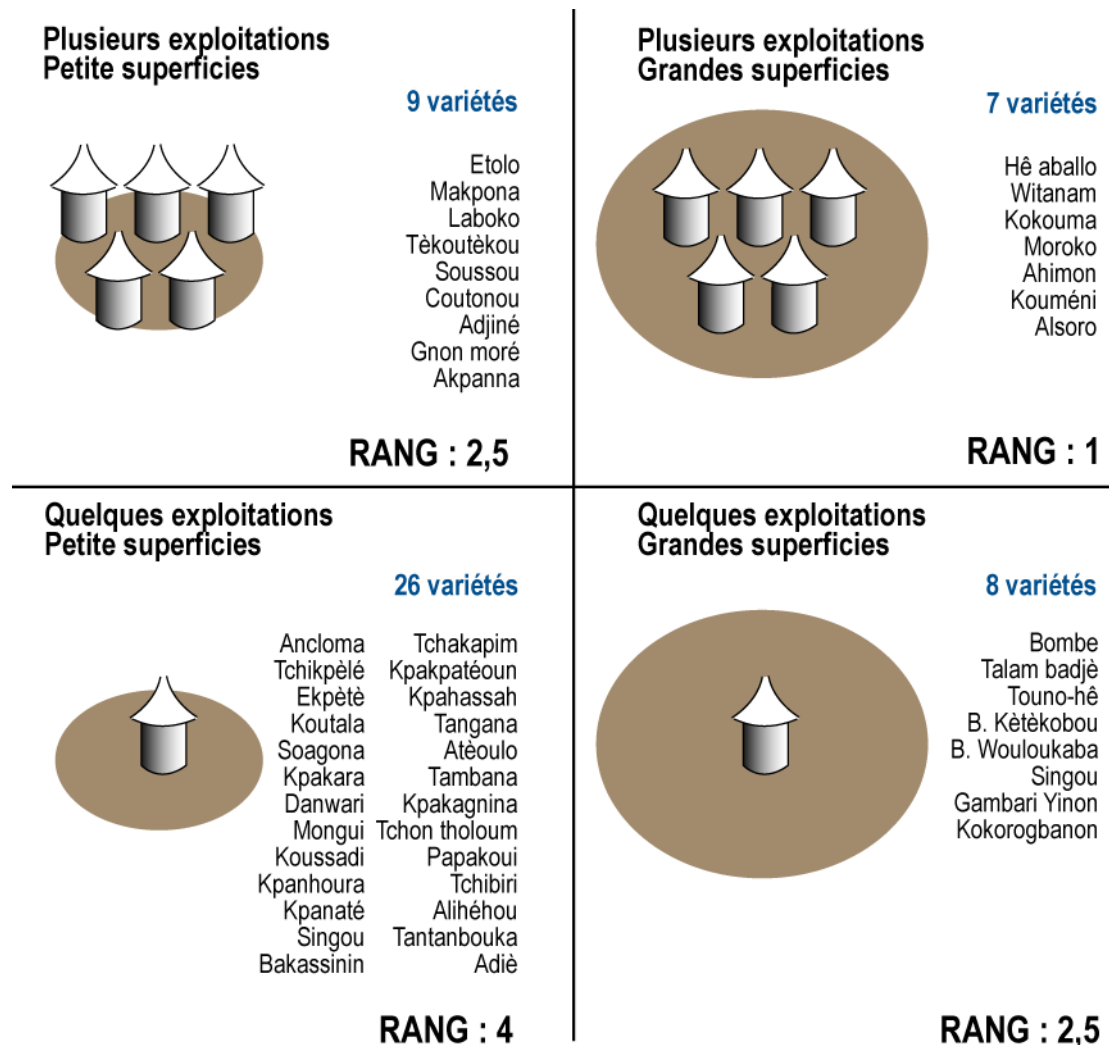 Plusieurs exploitations
Petite superficies
9 variétés
Etolo
Makpona
Laboko
Tèkoutèkou
Soussou
Coutonou
Adjiné
Gnon moré
Akpanna
RANG : 2,5
Plusieurs exploitations
Grandes superficies
7 variétés
Hê aballo
Witanam
Kokouma
Moroko
Ahimon
Kouméni
Alsoro
RANG : 1
Quelques exploitations
Petite superficies
26 variétés
Ancloma Tchakapim
Tchikpèlé Kpakpatéoun
Ekpètè Kpahassah
Koutala Tangana
Soagona Atèoulo
Kpakara Tambana
Danwari Kpakagnina
Mongui Tchon tholoum
Koussadi Papakoui
Kpanhoura Tchibiri
Kpanaté Alihéhou
Singou Tantanbouka
Bakassinin Adiè
RANG : 4
Quelques exploitations
Grandes superficies
8 variétés
Bombe
Talam badjè
Touno-hê
B. Kètèkobou
B. Wouloukaba
Singou
Gambari Yinon
Kokorogbanon
RANG : 2,5